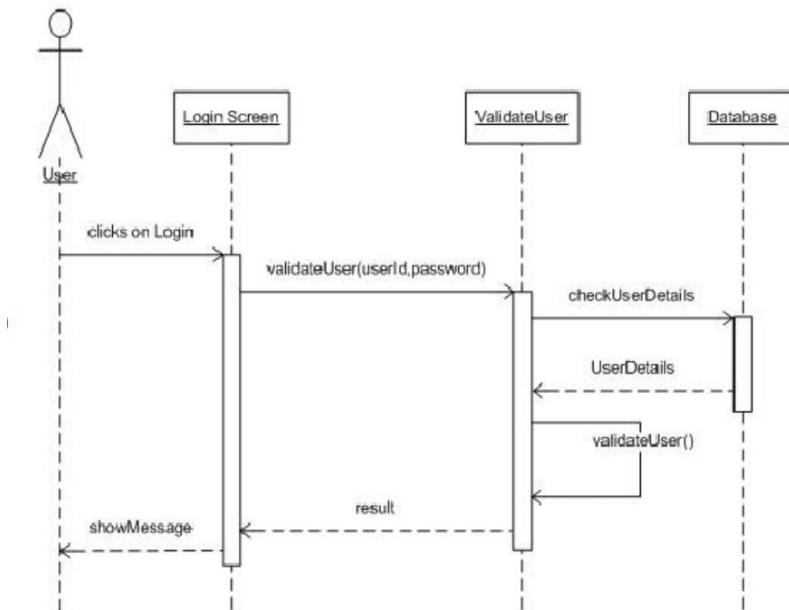 User
Login Screen
ValidateUser
Database
clicks on Login
validateUser(userId,password)
checkUserDetails
UserDetails
validateUser()
result
showMessage